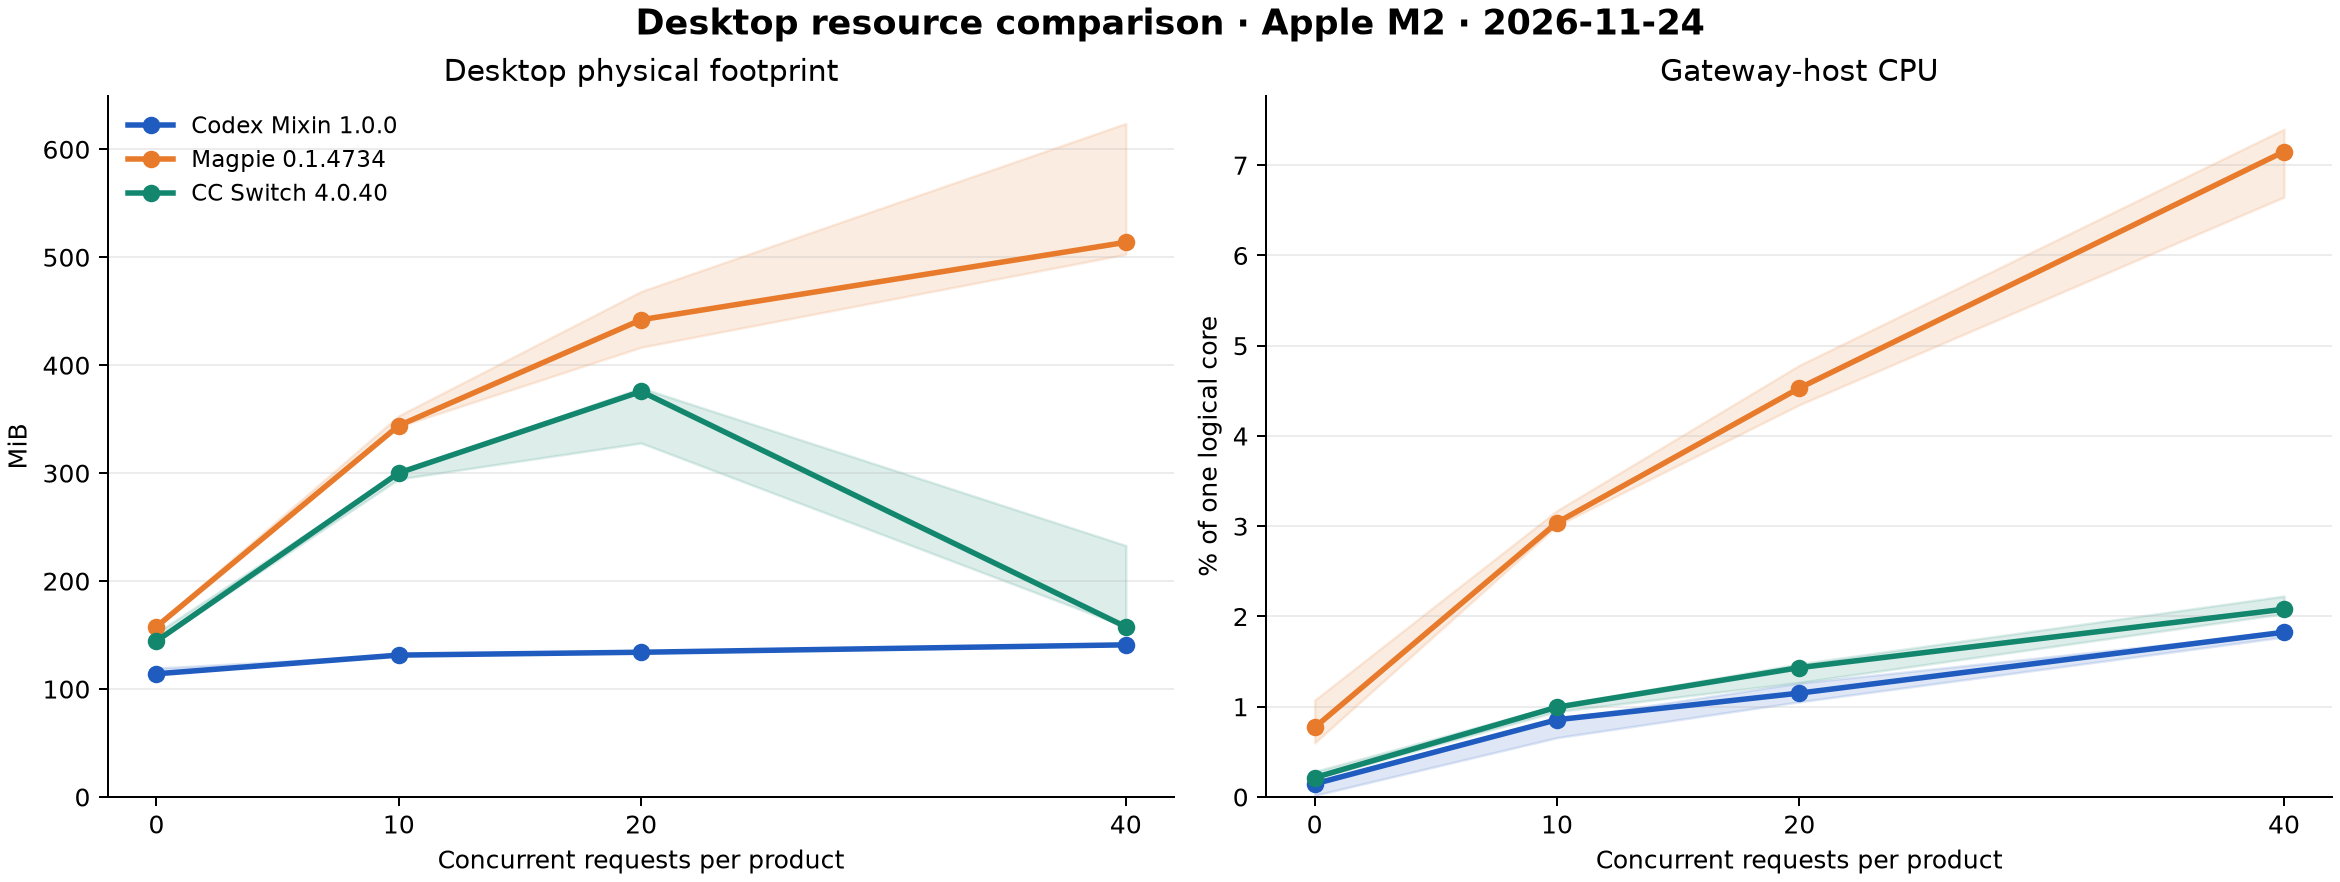 Desktop resource comparison · Apple M2 · 2026-11-24
Desktop physical footprint
Codex Mixin 1.0.0
Magpie 0.1.4734
CC Switch 4.0.40
MiB
600
500
400
300
200
100
0
0 10 20 40
Concurrent requests per product
Gateway-host CPU
% of one logical core
7
6
5
4
3
2
1
0
0 10 20 40
Concurrent requests per product